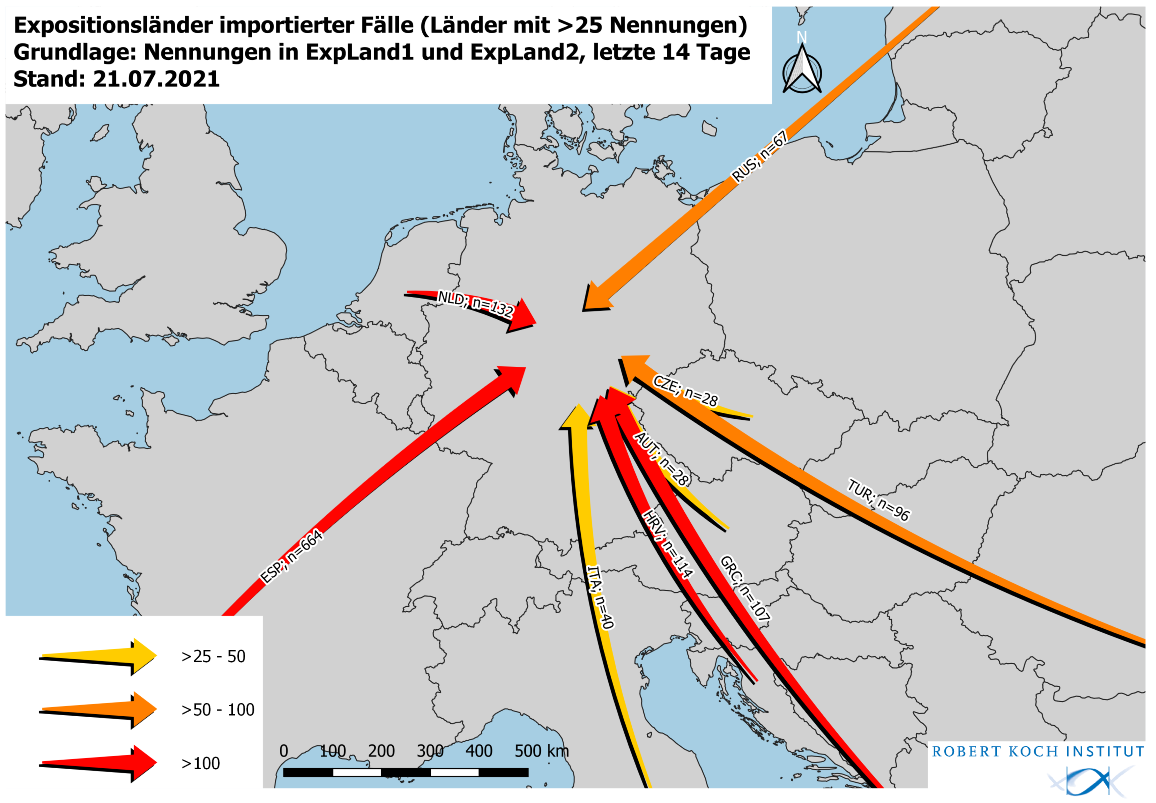 Expositionsländer importierter Fälle (Länder mit >25 Nennungen)
Grundlage: Nennungen in ExpLand1 und ExpLand2, letzte 14 Tage
Stand: 21.07.2021
N
RUS; n=67
NLD; n=132
CZE; n=28
AUT; n=28
TUR; n=96
ESP; n=664
HRV; n=114
GRC; n=107
ITA; n=40
>25 - 50
>50 - 100
>100
0 100 200 300 400 500 km
ROBERT KOCH INSTITUT